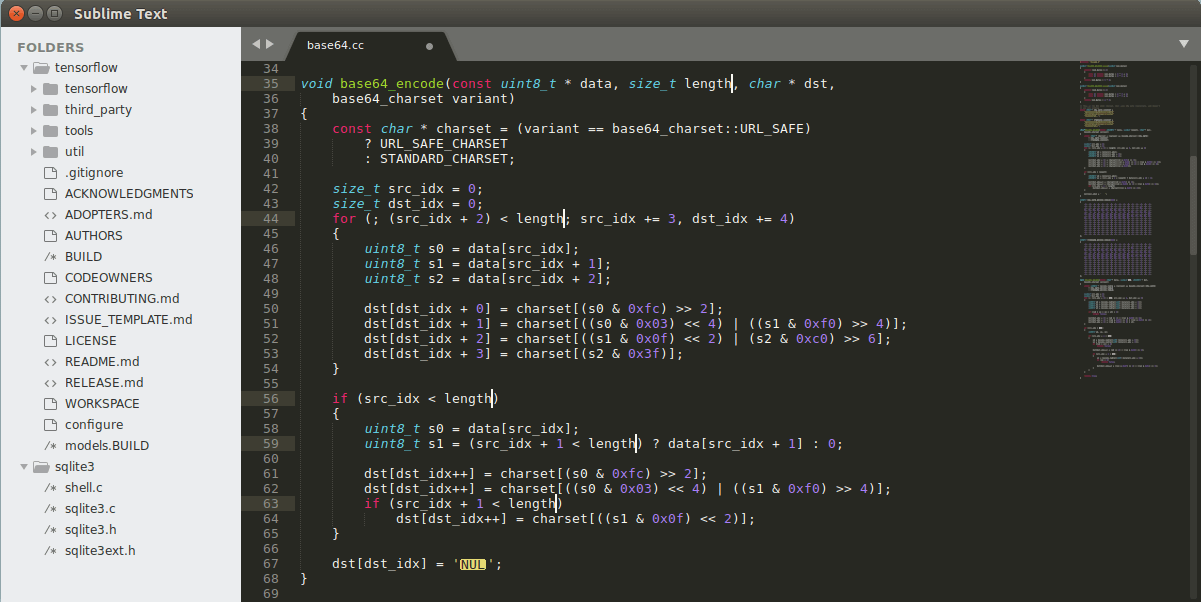 Sublime Text
FOLDERS
tensorflow
tensorflow
third_party
tools
util
.gitignore
ACKNOWLEDGMENTS
<> ADOPTERS.md
AUTHORS
/* BUILD
CODEOWNERS
<> CONTRIBUTING.md
<> ISSUE_TEMPLATE.md
LICENSE
<> README.md
<> RELEASE.md
WORKSPACE
configure
/* models.BUILD
sqlite3
/* shell.c
/* sqlite3.c
/* sqlite3.h
/* sqlite3ext.h
base64.cc
34
35 void base64_encode(const uint8_t * data, size_t length, char * dst,
36     base64_charset variant)
37 {
38     const char * charset = (variant == base64_charset::URL_SAFE)
39         ? URL_SAFE_CHARSET
40         : STANDARD_CHARSET;
41
42     size_t src_idx = 0;
43     size_t dst_idx = 0;
44     for (; (src_idx + 2) < length; src_idx += 3, dst_idx += 4)
45     {
46         uint8_t s0 = data[src_idx];
47         uint8_t s1 = data[src_idx + 1];
48         uint8_t s2 = data[src_idx + 2];
49
50         dst[dst_idx + 0] = charset[(s0 & 0xfc) >> 2];
51         dst[dst_idx + 1] = charset[((s0 & 0x03) << 4) | ((s1 & 0xf0) >> 4)];
52         dst[dst_idx + 2] = charset[((s1 & 0x0f) << 2) | (s2 & 0xc0) >> 6];
53         dst[dst_idx + 3] = charset[(s2 & 0x3f)];
54     }
55
56     if (src_idx < length)
57     {
58         uint8_t s0 = data[src_idx];
59         uint8_t s1 = (src_idx + 1 < length) ? data[src_idx + 1] : 0;
60
61         dst[dst_idx++] = charset[(s0 & 0xfc) >> 2];
62         dst[dst_idx++] = charset[((s0 & 0x03) << 4) | ((s1 & 0xf0) >> 4)];
63         if (src_idx + 1 < length)
64             dst[dst_idx++] = charset[((s1 & 0x0f) << 2)];
65     }
66
67     dst[dst_idx] = 'NUL';
68 }
69